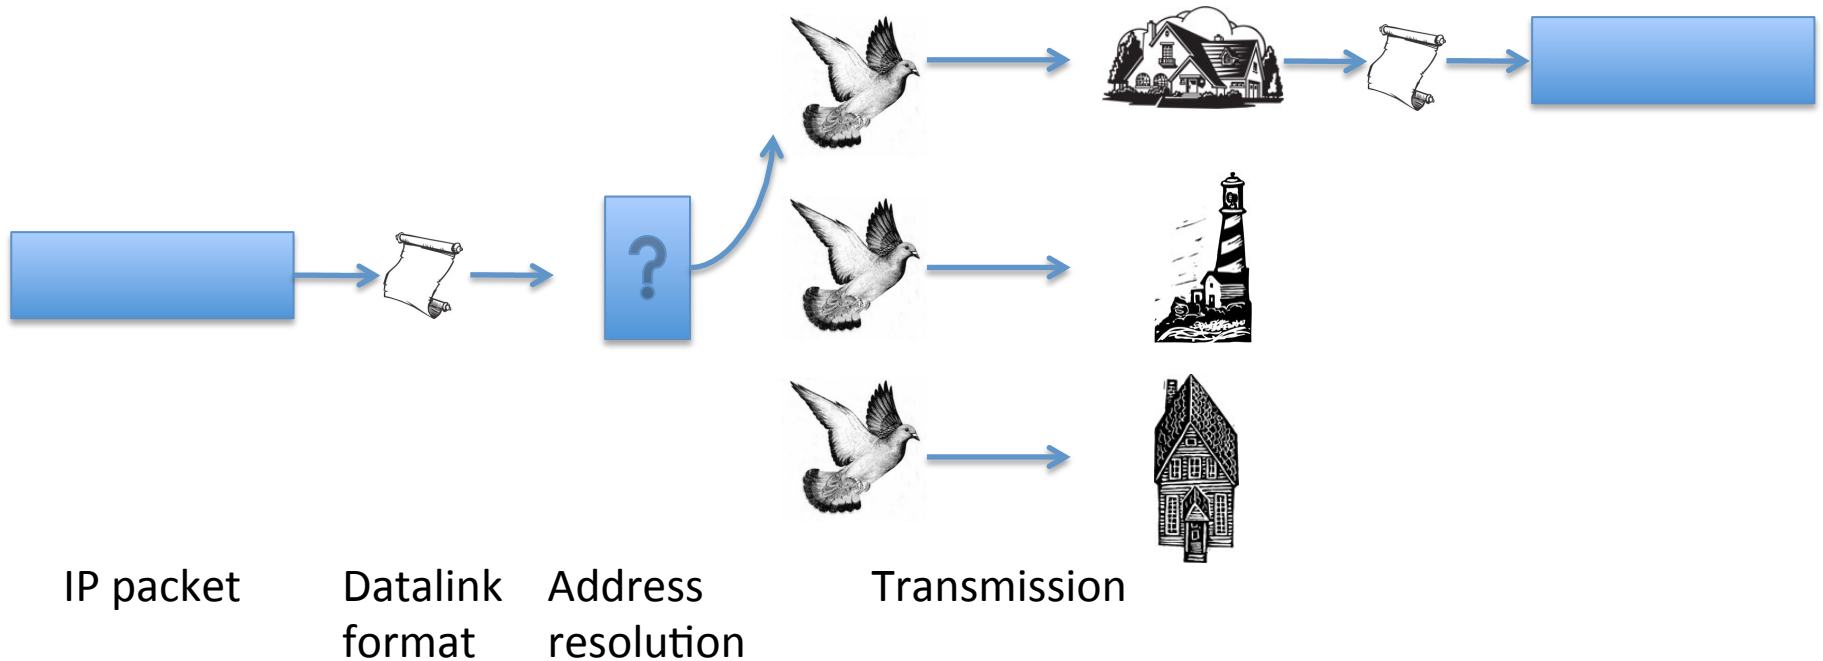 ?
IP packet
Datalink
format
Address
resolution
Transmission